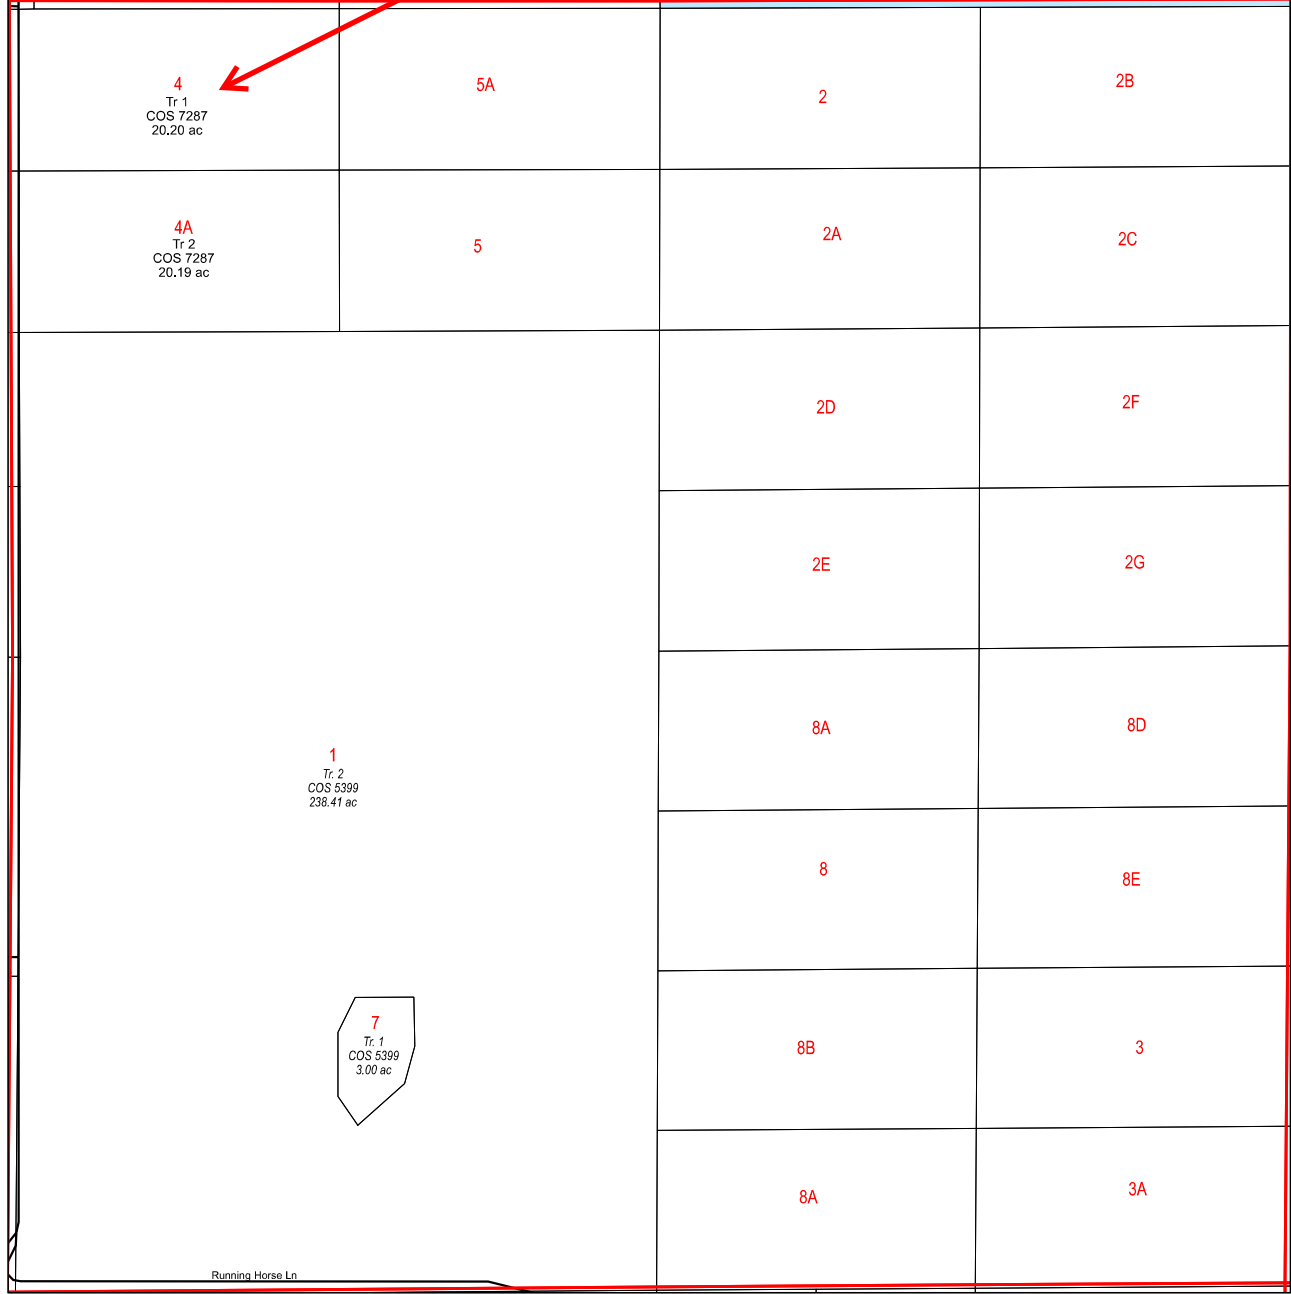 4
Tr 1
COS 7287
20.20 ac
5A
2
2B
4A
Tr 2
COS 7287
20.19 ac
5
2A
2C
2D
2F
2E
2G
1
Tr. 2
COS 5399
238.41 ac
8A
8D
8
8E
7
Tr. 1
COS 5399
3.00 ac
8B
3
8A
3A
Running Horse Ln